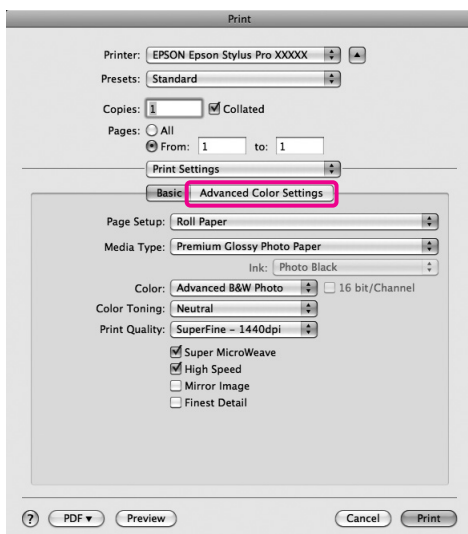 Print
Printer: EPSON Epson Stylus Pro XXXXX
Presets: Standard
Copies: 1 Collated
Pages: All
From: 1 to: 1
Print Settings
Basic Advanced Color Settings
Page Setup: Roll Paper
Media Type: Premium Glossy Photo Paper
Ink: Photo Black
Color: Advanced B&W Photo 16 bit/Channel
Color Toning: Neutral
Print Quality: SuperFine – 1440dpi
Super MicroWeave
High Speed
Mirror Image
Finest Detail
? PDF▼ Preview Cancel Print